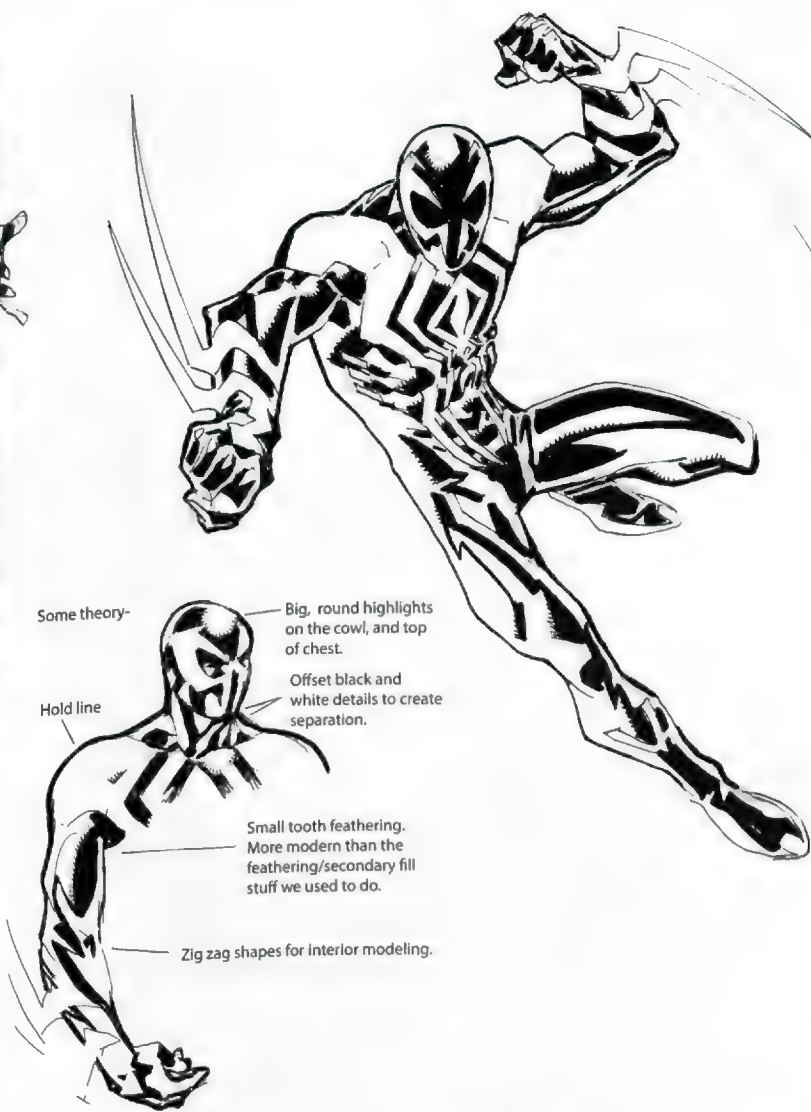 Some theory-
Big, round highlights
on the cowl, and top
of chest.
Offset black and
white details to create
separation.
Hold line
Small tooth feathering.
More modern than the
feathering/secondary fill
stuff we used to do.
Zig zag shapes for interior modeling.